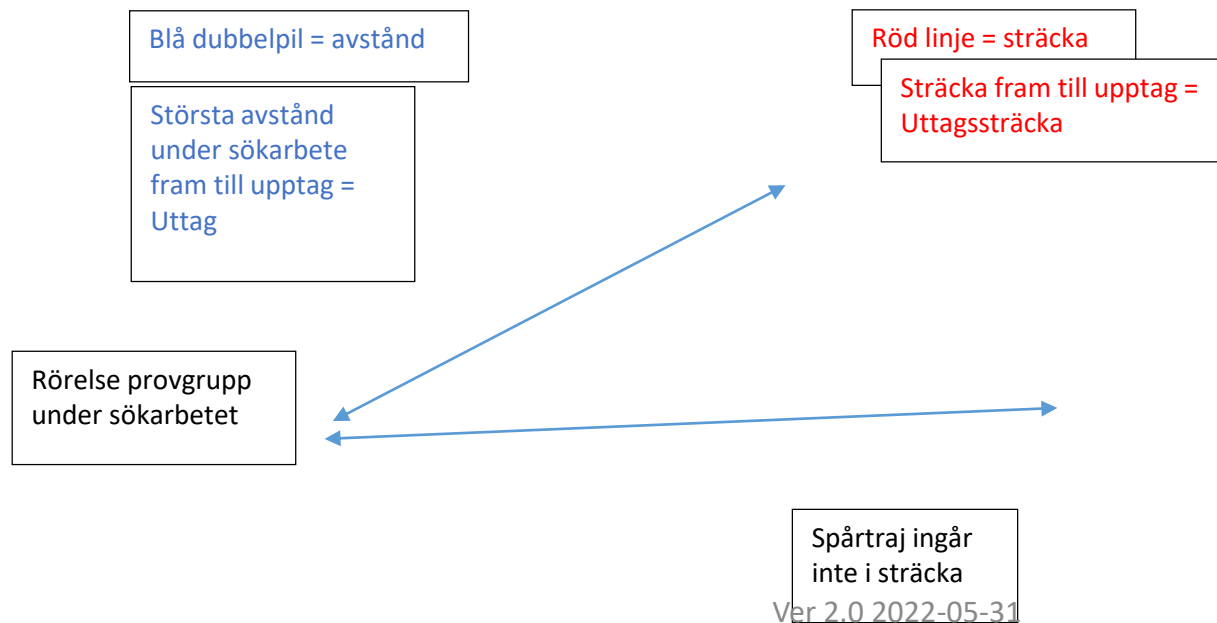 Blå dubbelpil = avstånd
Största avstånd
under sökarbete
fram till upptag =
Uttag
Röd linje = sträcka
Sträcka fram till upptag =
Uttagssträcka
Rörelse provgrupp
under sökarbetet
Spårtraj ingår
inte i sträcka
Ver 2.0 2022-05-31